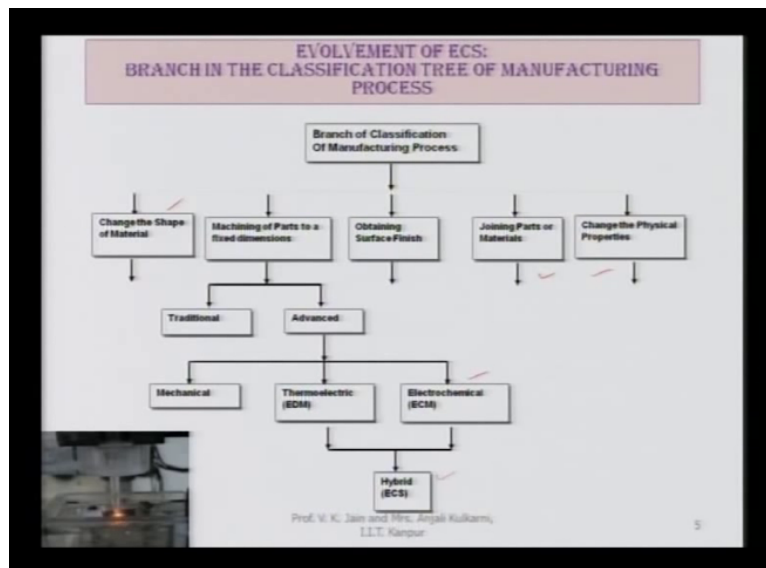 EVOLVEMENT OF ECS:
BRANCH IN THE CLASSIFICATION TREE OF MANUFACTURING
PROCESS
Branch of Classification
Of Manufacturing Process
Change the Shape
of Material
Machining of Parts to a
fixed dimensions
Obtaining
Surface Finish
Joining Parts or
Materials
Change the Physical
Properties
Traditional
Advanced
Mechanical
Thermoelectric
(EDM)
Electrochemical
(ECM)
Hybrid
(ECS)
Prof. V. K. Jain and Mrs. Anjali Kulkarni,
I.I.T. Kanpur
5